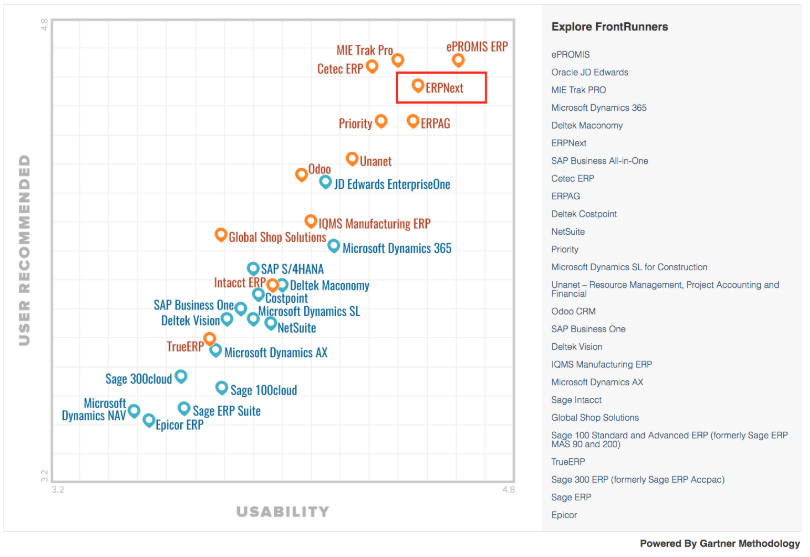 4.8
USER RECOMMENDED
3.2
3.2
4.8
USABILITY
MIE Trak Pro
ePROMIS ERP
Cetec ERP
ERPNext
Priority
ERPAG
Unanet
Odoo
JD Edwards EnterpriseOne
IQMS Manufacturing ERP
Global Shop Solutions
Microsoft Dynamics 365
SAP S/4HANA
Intacct ERP
Deltek Maconomy
Costpoint
SAP Business One
Microsoft Dynamics SL
Deltek Vision
NetSuite
TrueERP
Microsoft Dynamics AX
Sage 300cloud
Sage 100cloud
Microsoft
Dynamics NAV
Sage ERP Suite
Epicor ERP
Explore FrontRunners
ePROMIS
Oracle JD Edwards
MIE Trak PRO
Microsoft Dynamics 365
Deltek Maconomy
ERPNext
SAP Business All-in-One
Cetec ERP
ERPAG
Deltek Costpoint
NetSuite
Priority
Microsoft Dynamics SL for Construction
Unanet – Resource Management, Project Accounting and
Financial
Odoo CRM
SAP Business One
Deltek Vision
IQMS Manufacturing ERP
Microsoft Dynamics AX
Sage Intacct
Global Shop Solutions
Sage 100 Standard and Advanced ERP (formerly Sage ERP
MAS 90 and 200)
TrueERP
Sage 300 ERP (formerly Sage ERP Accpac)
Sage ERP
Epicor
Powered By Gartner Methodology